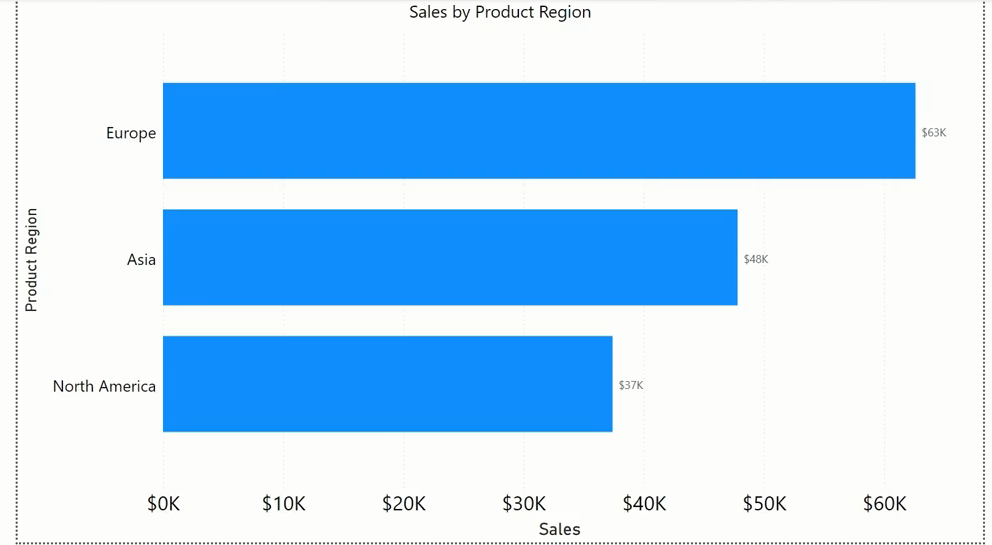 Sales by Product Region
Product Region
Europe
$63K
Asia
$48K
North America
$37K
$0K $10K $20K $30K $40K $50K $60K
Sales